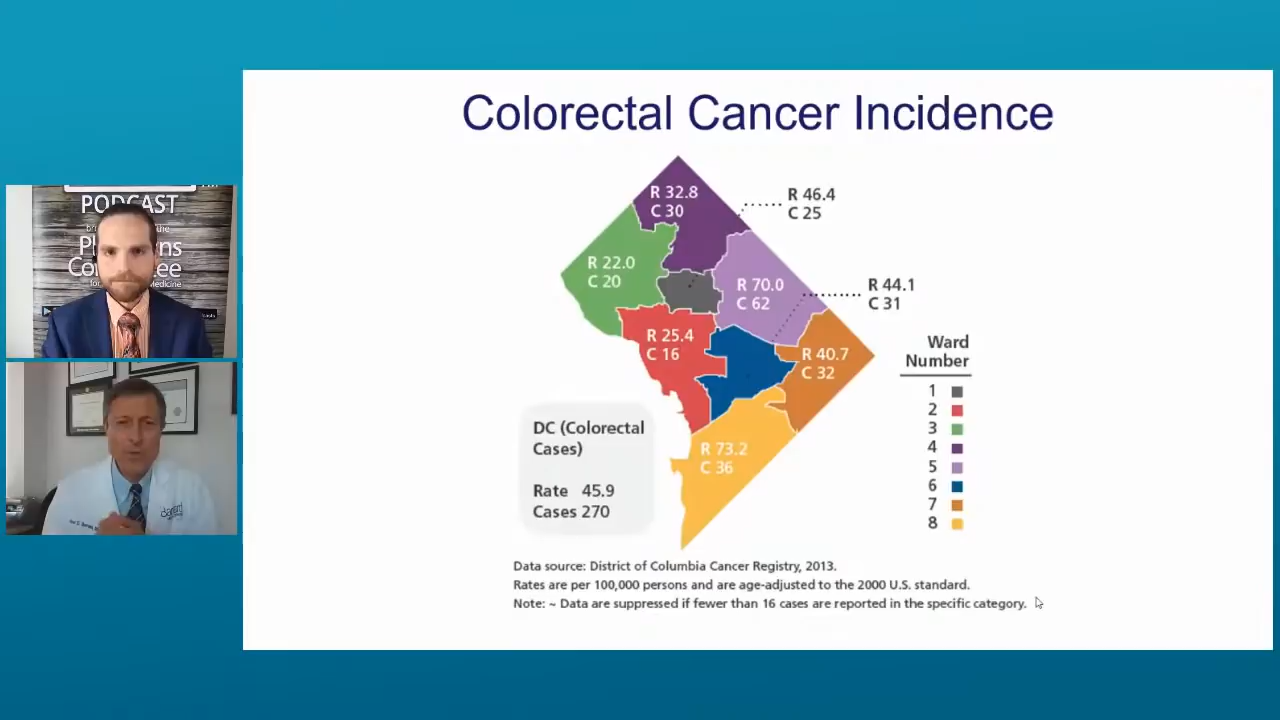 PODCAST
Colorectal Cancer Incidence
R 32.8
C 30
R 46.4
C 25
R 22.0
C 20
R 70.0
C 62
R 44.1
C 31
R 25.4
C 16
R 40.7
C 32
R 73.2
C 36
Ward
Number
1
2
3
4
5
6
7
8
DC (Colorectal
Cases)
Rate 45.9
Cases 270
Data source: District of Columbia Cancer Registry, 2013.
Rates are per 100,000 persons and are age-adjusted to the 2000 U.S. standard.
Note: ~ Data are suppressed if fewer than 16 cases are reported in the specific category.